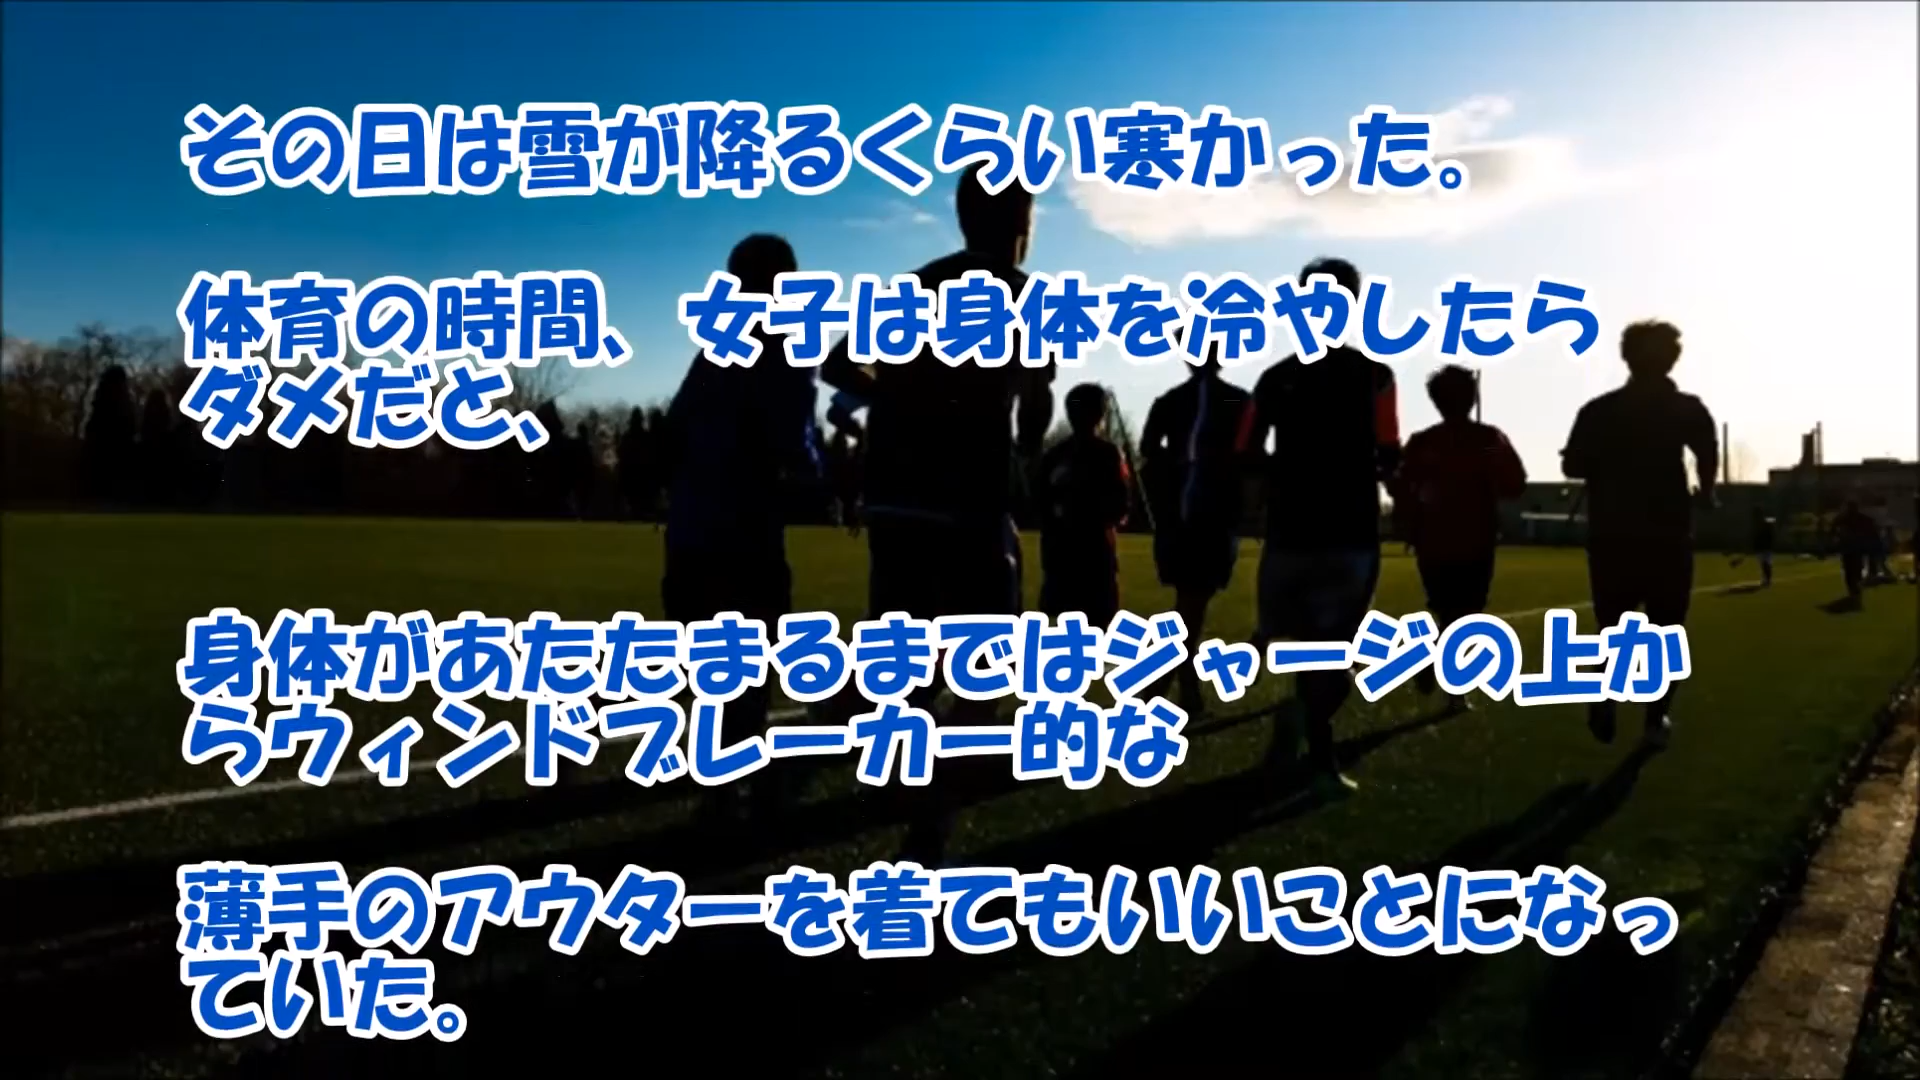 その日は雪が降るくらい寒かった。
体育の時間、女子は身体を冷やしたら
ダメだと、
身体があたたまるまではジャージの上か
らウィンドブレーカー的な
薄手のアウターを着てもいいことになっ
ていた。